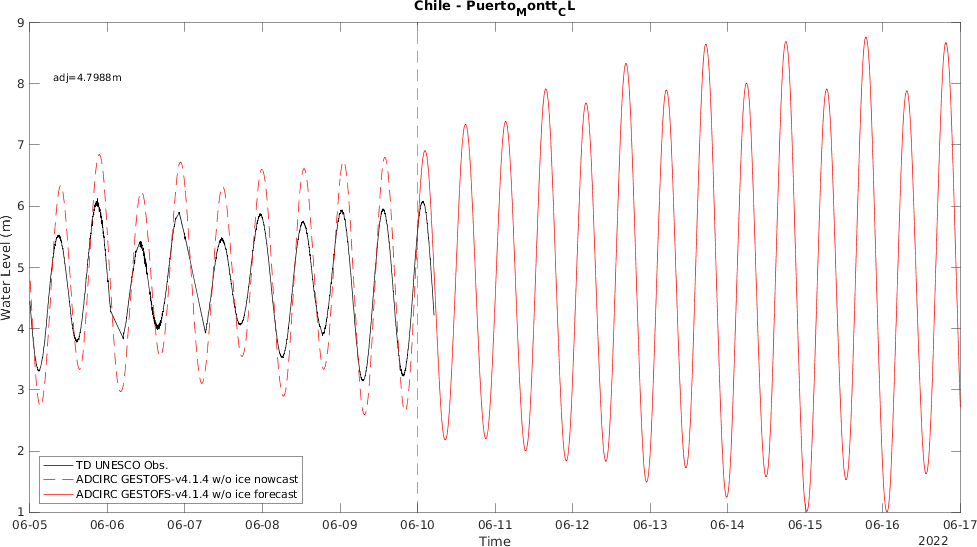 Chile - Puerto_Montt_CL
9
8
7
6
5
4
3
2
1
adj=4.7988m
Water Level (m)
TD UNESCO Obs.
ADCIRC GESTOFS-v4.1.4 w/o ice nowcast
ADCIRC GESTOFS-v4.1.4 w/o ice forecast
06-05 06-06 06-07 06-08 06-09 06-10 06-11 06-12 06-13 06-14 06-15 06-16 06-17
Time
2022